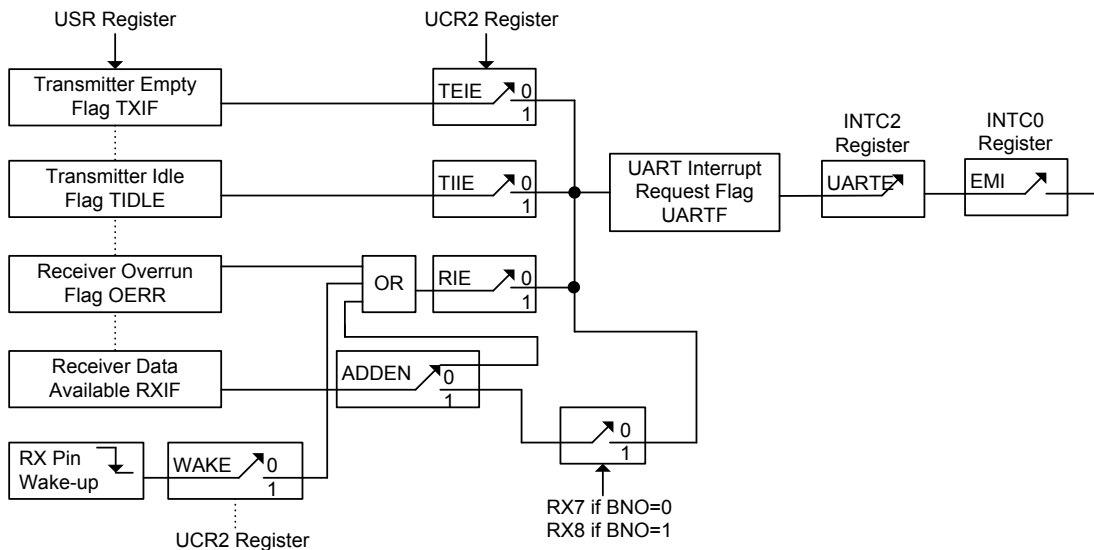 USR Register
UCR2 Register
Transmitter Empty
Flag TXIF
TEIE
0
1
INTC2
Register
INTC0
Register
Transmitter Idle
Flag TIDLE
TIIE
0
1
UART Interrupt
Request Flag
UARTF
UARTE
EMI
Receiver Overrun
Flag OERR
OR
RIE
0
1
Receiver Data
Available RXIF
ADDEN
0
1
0
1
RX Pin
Wake-up
WAKE
0
1
RX7 if BNO=0
RX8 if BNO=1
UCR2 Register